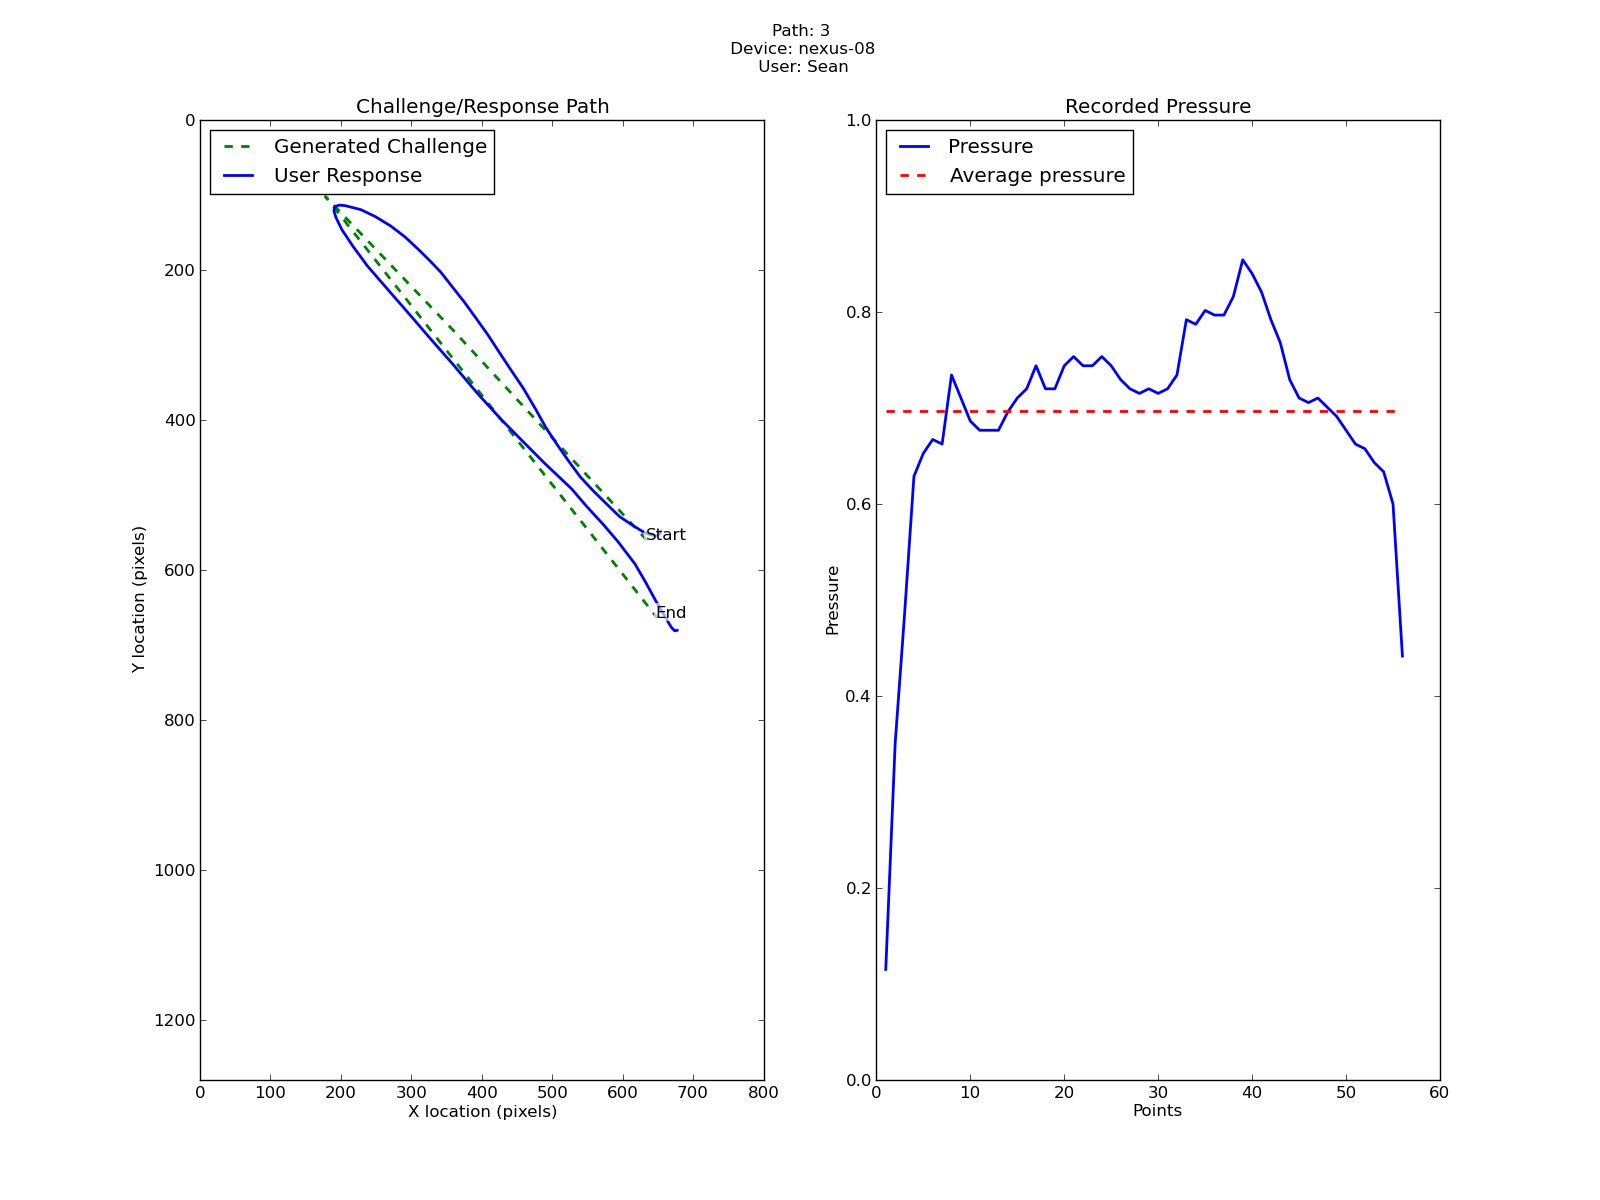 Path: 3
Device: nexus-08
User: Sean
Challenge/Response Path
Generated Challenge
User Response
0
200
400
600
800
1000
1200
Y location (pixels)
Start
End
0 100 200 300 400 500 600 700 800
X location (pixels)
Recorded Pressure
Pressure
Average pressure
1.0
0.8
0.6
0.4
0.2
0.0
Pressure
0 10 20 30 40 50 60
Points